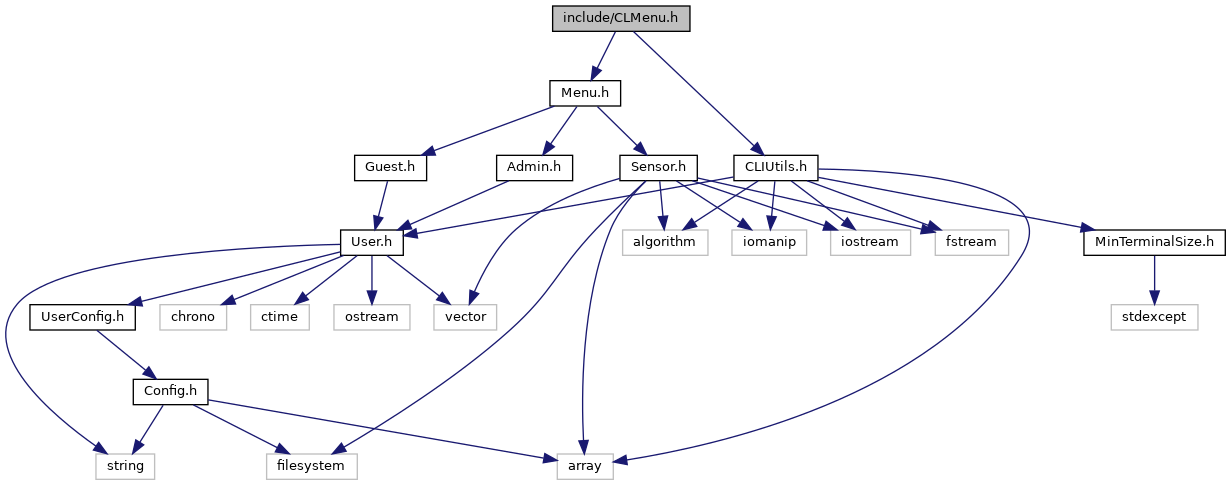 include/CLMenu.h
Menu.h
Guest.h
Admin.h
Sensor.h
CLIUtils.h
User.h
algorithm
iomanip
iostream
fstream
MinTerminalSize.h
UserConfig.h
chrono
ctime
ostream
vector
stdexcept
Config.h
string
filesystem
array